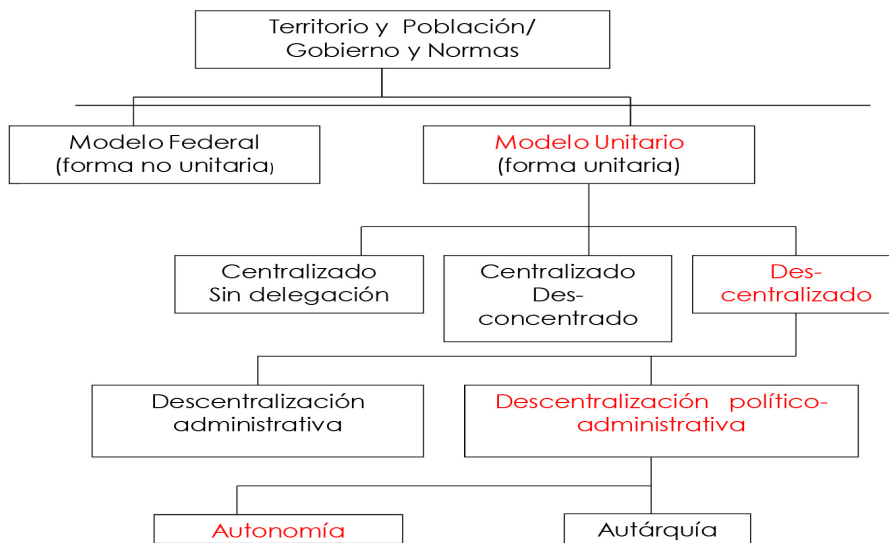 Territorio y Población/
Gobierno y Normas
Modelo Federal
(forma no unitaria)
Modelo Unitario
(forma unitaria)
Centralizado
Sin delegación
Centralizado
Des-
concentrado
Des-
centralizado
Descentralización
administrativa
Descentralización político-
administrativa
Autonomía
Autárquía